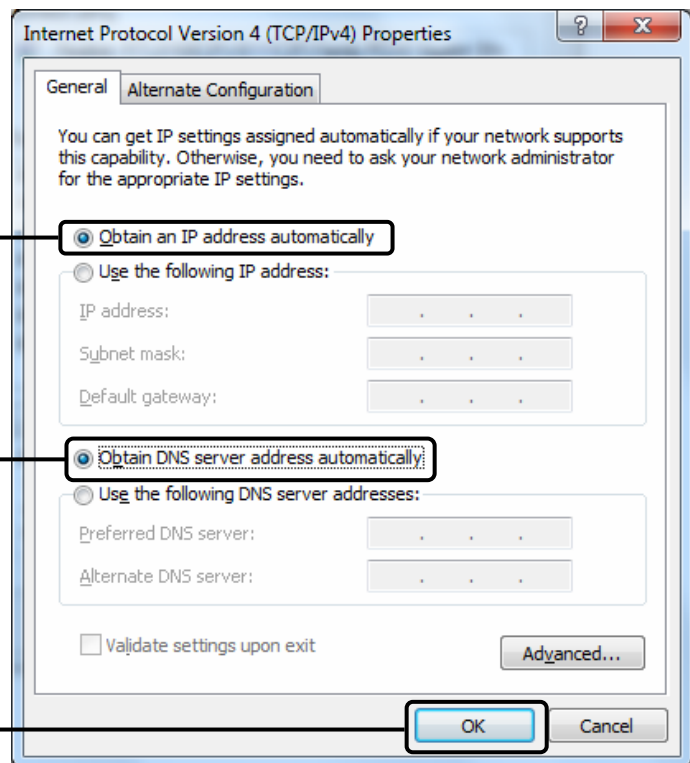 Internet Protocol Version 4 (TCP/IPv4) Properties
General
Alternate Configuration
You can get IP settings assigned automatically if your network supports
this capability. Otherwise, you need to ask your network administrator
for the appropriate IP settings.
Obtain an IP address automatically
Use the following IP address:
IP address:
Subnet mask:
Default gateway:
Obtain DNS server address automatically
Use the following DNS server addresses:
Preferred DNS server:
Alternate DNS server:
Validate settings upon exit
Advanced...
OK
Cancel